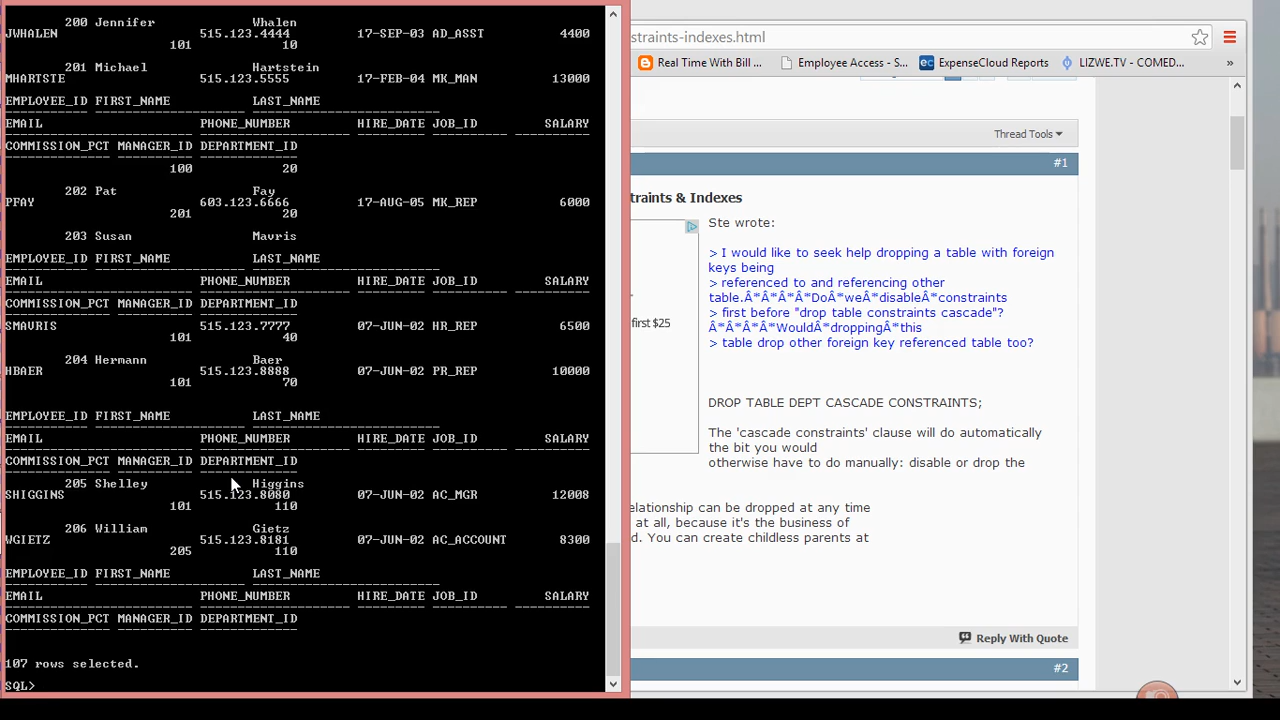 200 Jennifer Whalen
JWHALEN 515.123.4444 17-SEP-03 AD_ASST 4400
101 10
201 Michael Hartstein
MHARTSTE 515.123.5555 17-FEB-04 MK_MAN 13000
EMPLOYEE_ID FIRST_NAME LAST_NAME
EMAIL PHONE_NUMBER HIRE_DATE JOB_ID SALARY
COMMISSION_PCT MANAGER_ID DEPARTMENT_ID
100 20
202 Pat Fay
PFAY 603.123.6666 17-AUG-05 MK_REP 6000
201 20
203 Susan Mavris
EMPLOYEE_ID FIRST_NAME LAST_NAME
EMAIL PHONE_NUMBER HIRE_DATE JOB_ID SALARY
COMMISSION_PCT MANAGER_ID DEPARTMENT_ID
SMAVRIS 515.123.7777 07-JUN-02 HR_REP 6500
101 40
204 Hermann Baer
HBAER 515.123.8888 07-JUN-02 PR_REP 10000
101 70
EMPLOYEE_ID FIRST_NAME LAST_NAME
EMAIL PHONE_NUMBER HIRE_DATE JOB_ID SALARY
COMMISSION_PCT MANAGER_ID DEPARTMENT_ID
205 Shelley Higgins
SHIGGINS 515.123.8080 07-JUN-02 AC_MGR 12008
101 110
206 William Gietz
WGIETZ 515.123.8181 07-JUN-02 AC_ACCOUNT 8300
205 110
EMPLOYEE_ID FIRST_NAME LAST_NAME
EMAIL PHONE_NUMBER HIRE_DATE JOB_ID SALARY
COMMISSION_PCT MANAGER_ID DEPARTMENT_ID
107 rows selected.
SQL>
straints-indexes.html
Real Time With Bill ... Employee Access - S... ec ExpenseCloud Reports LIZWE.TV - COMED... »
Thread Tools
#1
traints & Indexes
Ste wrote:
> I would like to seek help dropping a table with foreign
keys being
> referenced to and referencing other
table.Â*Â*Â*Â*DoÂ*weÂ*disableÂ*constraints
> first before "drop table constraints cascade"?
Â*Â*Â*Â*WouldÂ*droppingÂ*this
> table drop other foreign key referenced table too?
first $25
DROP TABLE DEPT CASCADE CONSTRAINTS;
The 'cascade constraints' clause will do automatically
the bit you would
otherwise have to do manually: disable or drop the
elationship can be dropped at any time
at all, because it's the business of
d. You can create childless parents at
Reply With Quote
#2